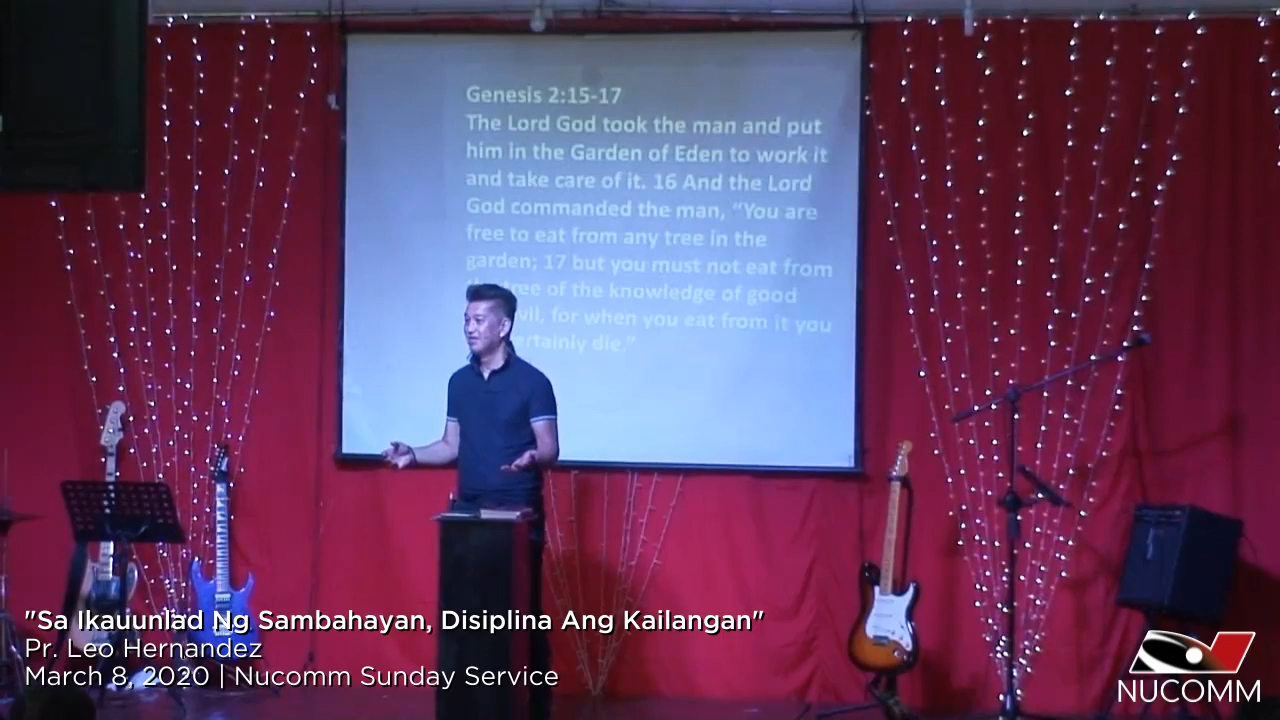 Genesis 2:15-17
The Lord God took the man and put
him in the Garden of Eden to work it
and take care of it. 16 And the Lord
God commanded the man, “You are
free to eat from any tree in the
garden; 17 but you must not eat from
tree of the knowledge of good
for when you eat from it you
die.”
"Sa Ikauunlad Ng Sambahayan, Disiplina Ang Kailangan"
Pr. Leo Hernandez
March 8, 2020 | Nucomm Sunday Service
NUCOMM